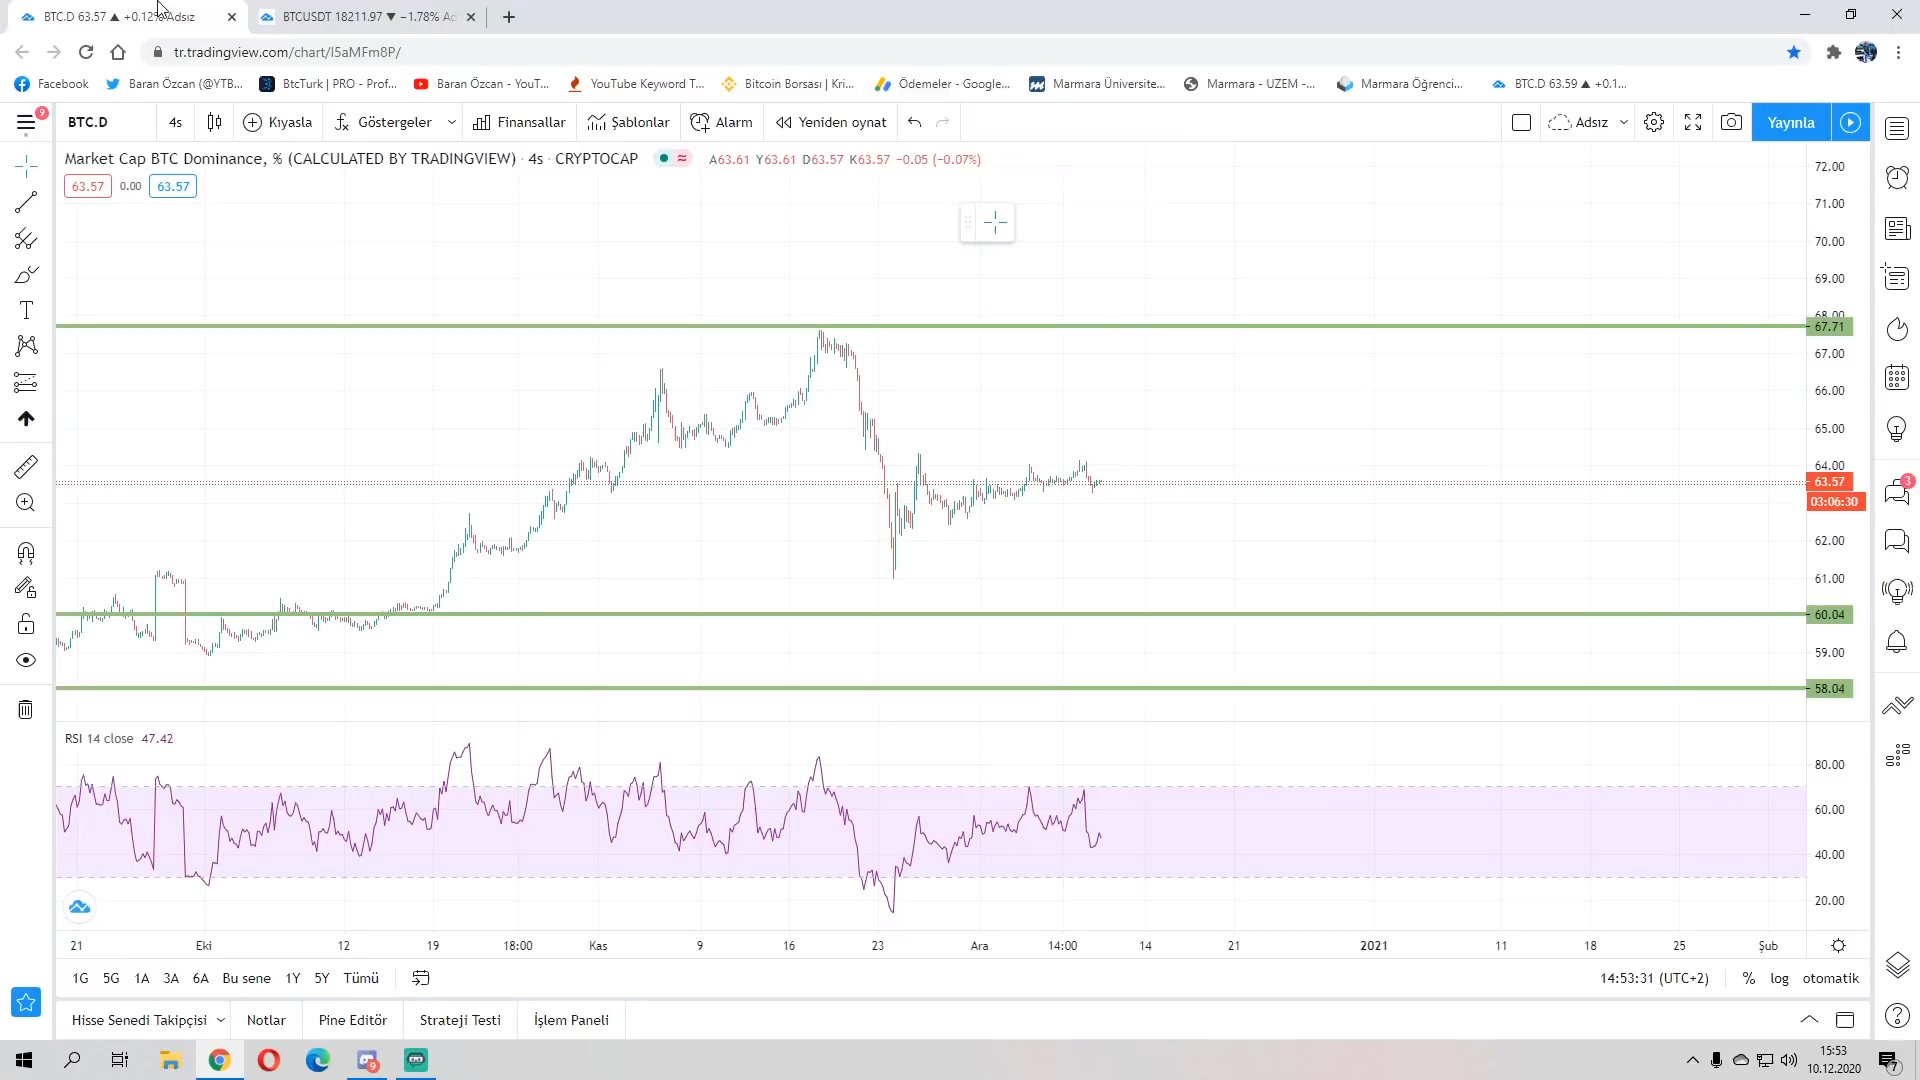 BTC.D 63.57 ▲ +0.12% Adsız
BTCUSDT 18211.97 ▼ −1.78% Ad
tr.tradingview.com/chart/I5aMFm8P/
Facebook
Baran Özcan (@YTB...
BtcTurk | PRO - Prof...
Baran Özcan - YouT...
YouTube Keyword T...
Bitcoin Borsası | Kri...
Ödemeler - Google...
Marmara Üniversite...
Marmara - UZEM -...
Marmara Öğrenci...
BTC.D 63.59 ▲ +0.1...
9
BTC.D
4s
Kıyasla
Göstergeler
Finansallar
Şablonlar
Alarm
Yeniden oynat
Adsız
Yayınla
Market Cap BTC Dominance, % (CALCULATED BY TRADINGVIEW) · 4s · CRYPTOCAP
A63.61 Y63.61 D63.57 K63.57 −0.05 (−0.07%)
63.57 0.00 63.57
72.00
71.00
70.00
69.00
68.00
67.71
67.00
66.00
65.00
64.00
63.57
03:06:30
62.00
61.00
60.04
59.00
58.04
3
RSI 14 close 47.42
80.00
60.00
40.00
20.00
21 Eki 12 19 18:00 Kas 9 16 23 Ara 14:00 14 21 2021 11 18 25 Şub
1G 5G 1A 3A 6A Bu sene 1Y 5Y Tümü
14:53:31 (UTC+2) % log otomatik
Hisse Senedi Takipçisi Notlar Pine Editör Strateji Testi İşlem Paneli
9
15:53
10.12.2020
7